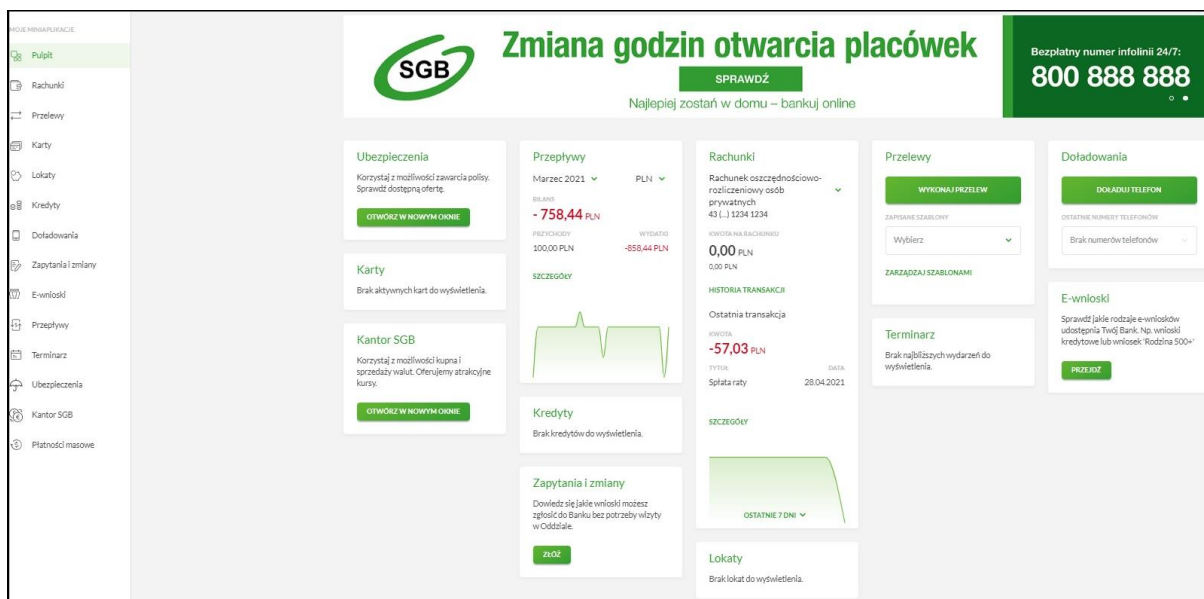 MOJE MINIAPLIKACJE
Pulpit
Rachunki
Przelewy
Karty
Lokaty
Kredyty
Doładowania
Zapytania i zmiany
E-wnioski
Przepływy
Terminarz
Ubezpieczenia
Kantor SGB
Płatności masowe
SGB
Zmiana godzin otwarcia placówek
SPRAWDŹ
Najlepiej zostań w domu – bankuj online
Bezpłatny numer infolinii 24/7:
800 888 888
Ubezpieczenia
Korzystaj z możliwości zawarcia polisy.
Sprawdź dostępną ofertę.
OTWÓRZ W NOWYM OKNIE
Karty
Brak aktywnych kart do wyświetlenia.
Kantor SGB
Korzystaj z możliwości kupna i
sprzedaży walut. Oferujemy atrakcyjne
kursy.
OTWÓRZ W NOWYM OKNIE
Przepływy
Marzec 2021 PLN
BILANS
- 758,44 PLN
PRZYCHODY WYDATKI
100,00 PLN -858,44 PLN
SZCZEGÓŁY
Kredyty
Brak kredytów do wyświetlenia.
Zapytania i zmiany
Dowiedz się jakie wnioski możesz
zgłosić do Banku bez potrzeby wizyty
w Oddziale.
ZŁÓŻ
Rachunki
Rachunek oszczędnościowo-
rozliczeniowy osób
prywatnych
43 (...) 1234 1234
KWOTA NA RACHUNKU
0,00 PLN
0,00 PLN
HISTORIA TRANSAKCJI
Ostatnia transakcja
KWOTA
-57,03 PLN
TYTUŁ DATA
Spłata raty 28.04.2021
SZCZEGÓŁY
OSTATNIE 7 DNI
Lokaty
Brak lokat do wyświetlenia.
Przelewy
WYKONAJ PRZELEW
ZAPISANE SZABLONY
Wybierz
ZARZĄDZAJ SZABLONAMI
Terminarz
Brak najbliższych wydarzeń do
wyświetlenia.
Doładowania
DOŁADUJ TELEFON
OSTATNIE NUMERY TELEFONÓW
Brak numerów telefonów
E-wnioski
Sprawdź jakie rodzaje e-wniosków
udostępnia Twój Bank. Np. wnioski
kredytowe lub wniosek 'Rodzina 500+'
PRZEJDŹ